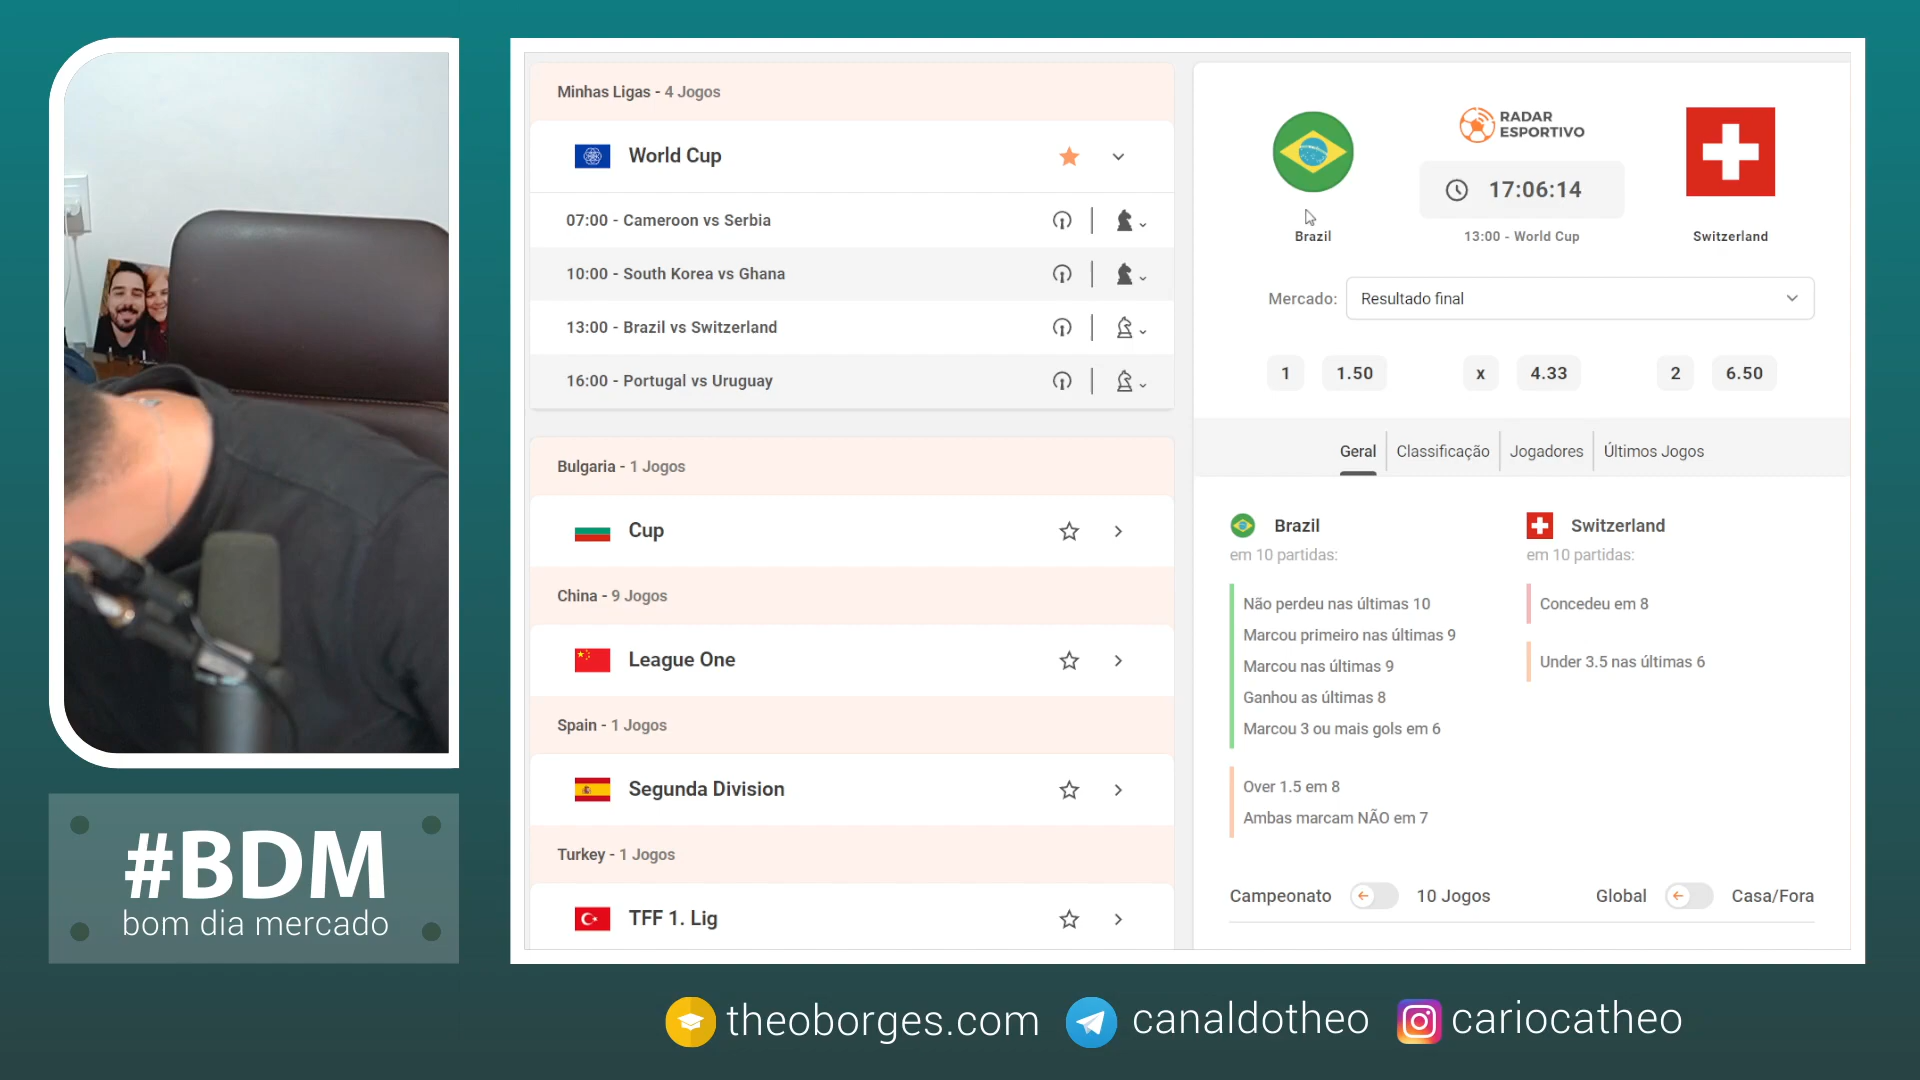 Minhas Ligas - 4 Jogos
World Cup
07:00 - Cameroon vs Serbia
10:00 - South Korea vs Ghana
13:00 - Brazil vs Switzerland
16:00 - Portugal vs Uruguay
Bulgaria - 1 Jogos
Cup
China - 9 Jogos
League One
Spain - 1 Jogos
Segunda Division
Turkey - 1 Jogos
TFF 1. Lig
RADAR
ESPORTIVO
17:06:14
Brazil
13:00 - World Cup
Switzerland
Mercado: Resultado final
1 1.50 x 4.33 2 6.50
Geral Classificação Jogadores Últimos Jogos
Brazil
em 10 partidas:
Não perdeu nas últimas 10
Marcou primeiro nas últimas 9
Marcou nas últimas 9
Ganhou as últimas 8
Marcou 3 ou mais gols em 6
Over 1.5 em 8
Ambas marcam NÃO em 7
Switzerland
em 10 partidas:
Concedeu em 8
Under 3.5 nas últimas 6
Campeonato 10 Jogos Global Casa/Fora
#BDM
bom dia mercado
theoborges.com canaldotheo cariocatheo